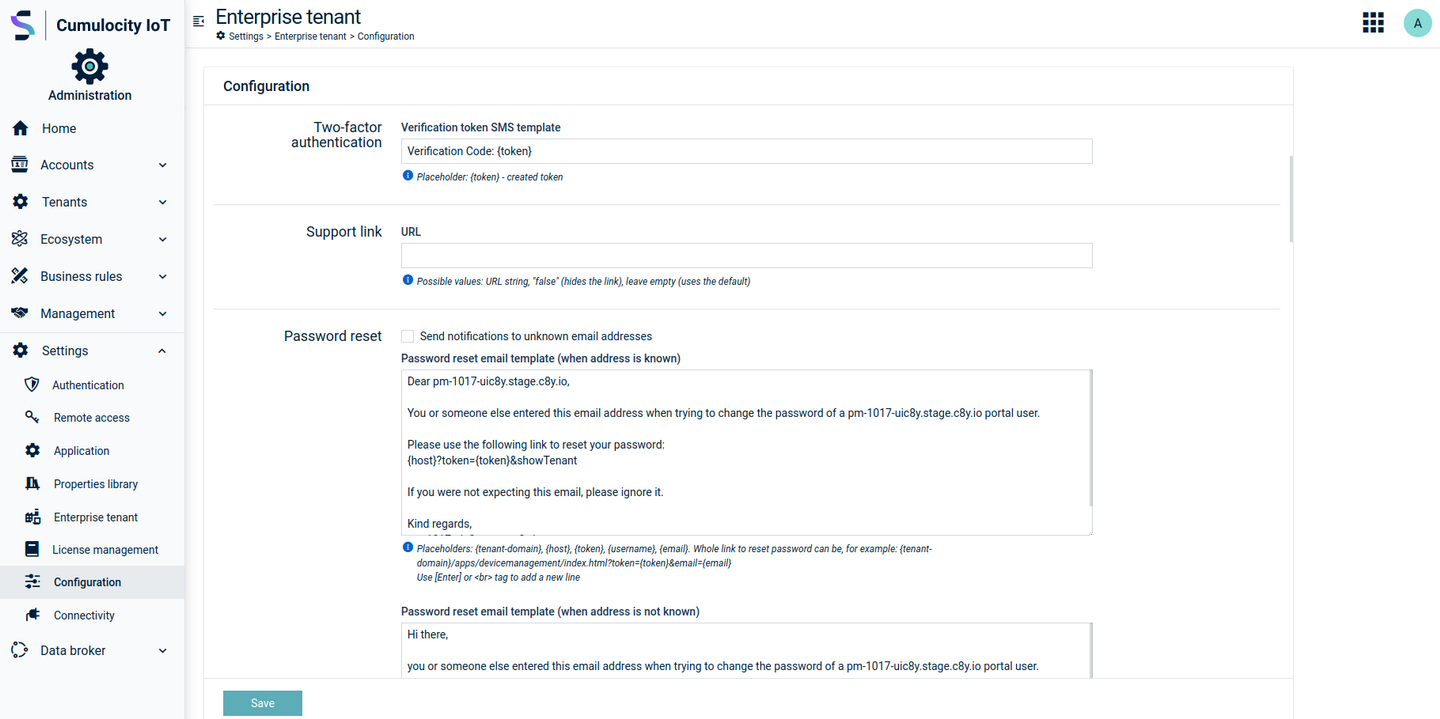 Cumulocity IoT
Administration
Home
Accounts
Tenants
Ecosystem
Business rules
Management
Settings
Authentication
Remote access
Application
Properties library
Enterprise tenant
License management
Configuration
Connectivity
Data broker
Enterprise tenant
Settings > Enterprise tenant > Configuration
A
Configuration
Two-factor
authentication
Verification token SMS template
Verification Code: {token}
Placeholder: {token} - created token
Support link
URL
Possible values: URL string, "false" (hides the link), leave empty (uses the default)
Password reset
Send notifications to unknown email addresses
Password reset email template (when address is known)
Dear pm-1017-uic8y.stage.c8y.io,
You or someone else entered this email address when trying to change the password of a pm-1017-uic8y.stage.c8y.io portal user.
Please use the following link to reset your password:
{host}?token={token}&showTenant
If you were not expecting this email, please ignore it.
Kind regards,
Placeholders: {tenant-domain}, {host}, {token}, {username}, {email}. Whole link to reset password can be, for example: {tenant-
domain}/apps/devicemanagement/index.html?token={token}&email={email}
Use [Enter] or <br> tag to add a new line
Password reset email template (when address is not known)
Hi there,
you or someone else entered this email address when trying to change the password of a pm-1017-uic8y.stage.c8y.io portal user.
Save